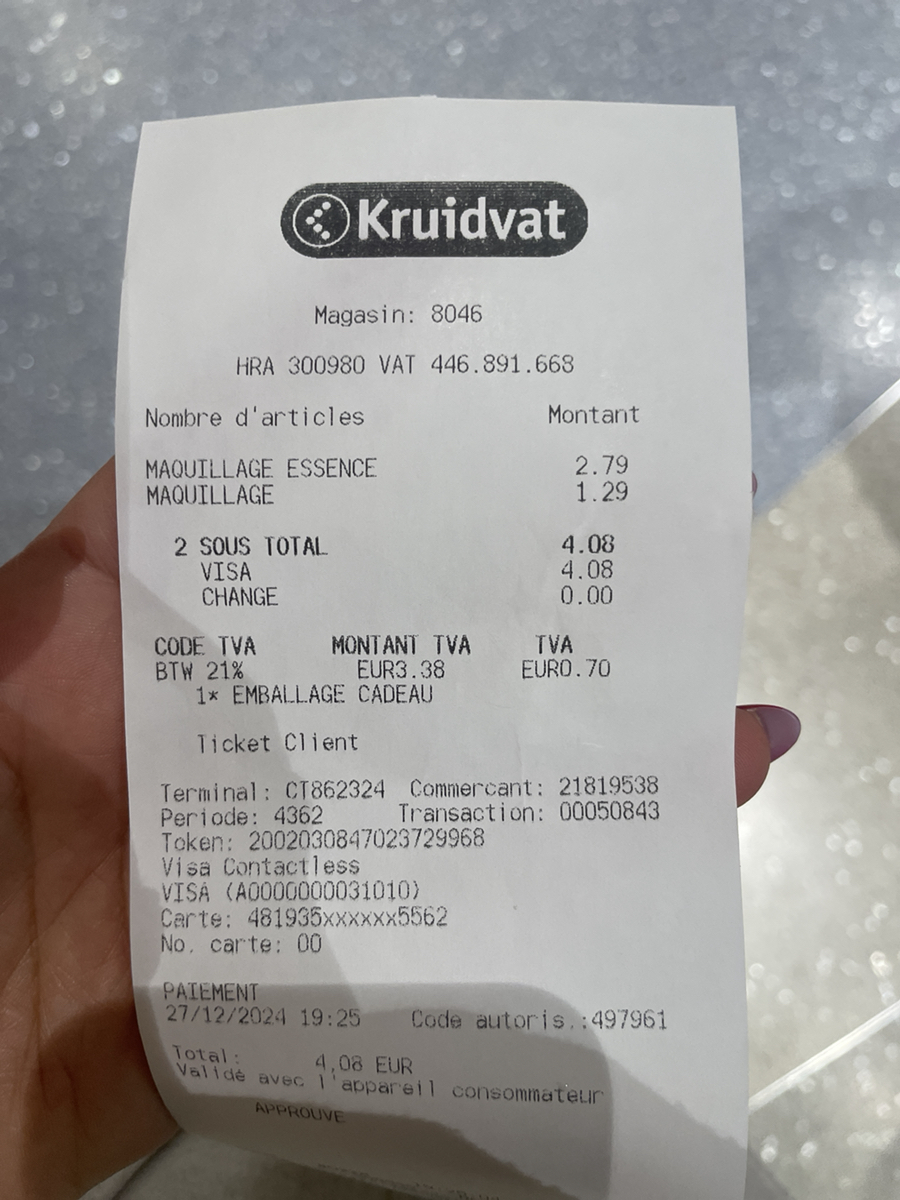 Kruidvat
Magasin: 8046
HRA 300980 VAT 446.891.668
Nombre d'articles Montant
MAQUILLAGE ESSENCE 2.79
MAQUILLAGE 1.29
2 SOUS TOTAL 4.08
VISA 4.08
CHANGE 0.00
CODE TVA MONTANT TVA TVA
BTW 21% EUR3.38 EUR0.70
1* EMBALLAGE CADEAU
Ticket Client
Terminal: CT862324 Commercant: 21819538
Periode: 4362 Transaction: 00050843
Token: 2002030847023729968
Visa Contactless
VISA (A0000000031010)
Carte: 481935xxxxxx5562
No. carte: 00
PAIEMENT
27/12/2024 19:25 Code autoris.:497961
Total: 4,08 EUR
Validé avec l'appareil consommateur
APPROUVE